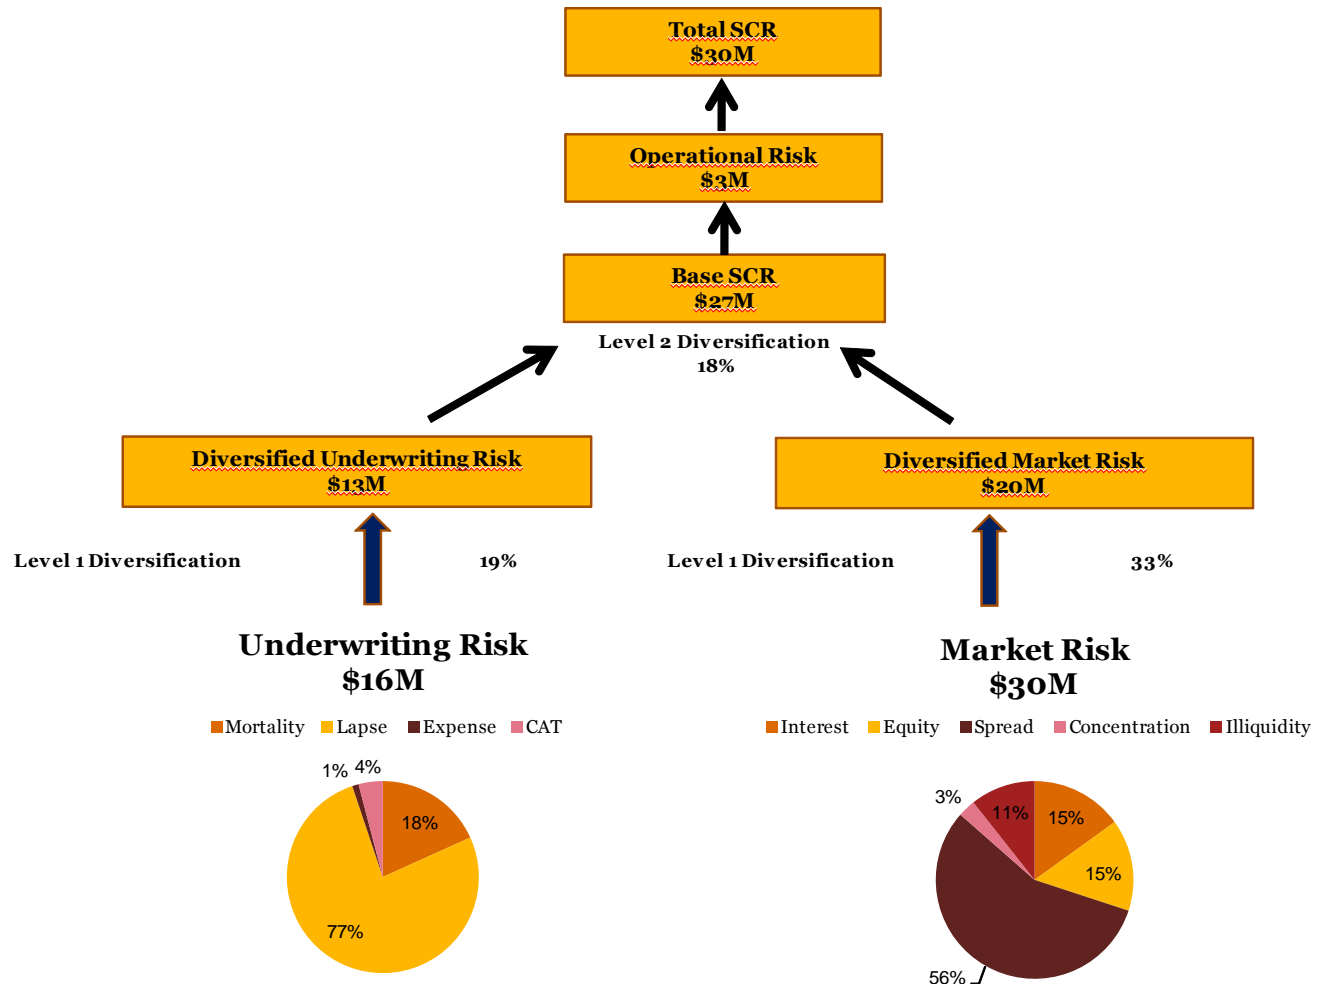 Total SCR
$30M
Operational Risk
$3M
Base SCR
$27M
Level 2 Diversification
18%
Diversified Underwriting Risk
$13M
Diversified Market Risk
$20M
Level 1 Diversification
19%
Level 1 Diversification
33%
Underwriting Risk
$16M
Mortality Lapse Expense CAT
1% 4%
18%
77%
Market Risk
$30M
Interest Equity Spread Concentration Illiquidity
3%
11%
15%
15%
56%